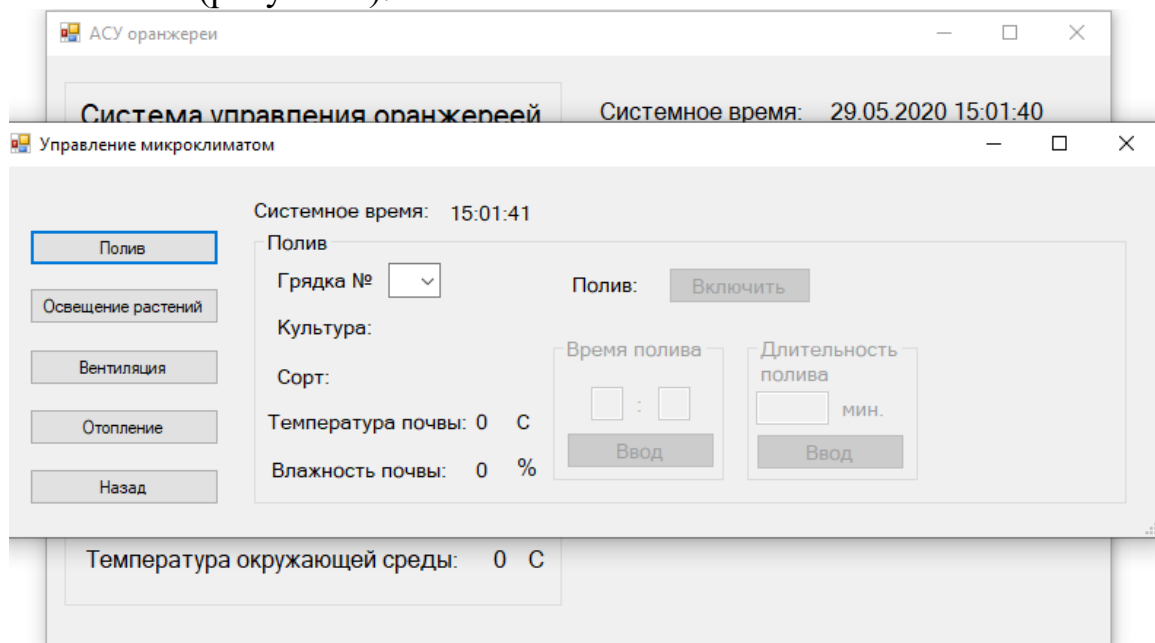 АСУ оранжереи
Система управления оранжереей Системное время: 29.05.2020 15:01:40
Управление микроклиматом
Системное время: 15:01:41
Полив
Полив
Грядка №
Полив: Включить
Освещение растений
Культура:
Время полива
Длительность полива
Вентиляция
Сорт:
: мин.
Отопление
Температура почвы: 0 С
Ввод
Ввод
Влажность почвы: 0 %
Назад
Температура окружающей среды: 0 С